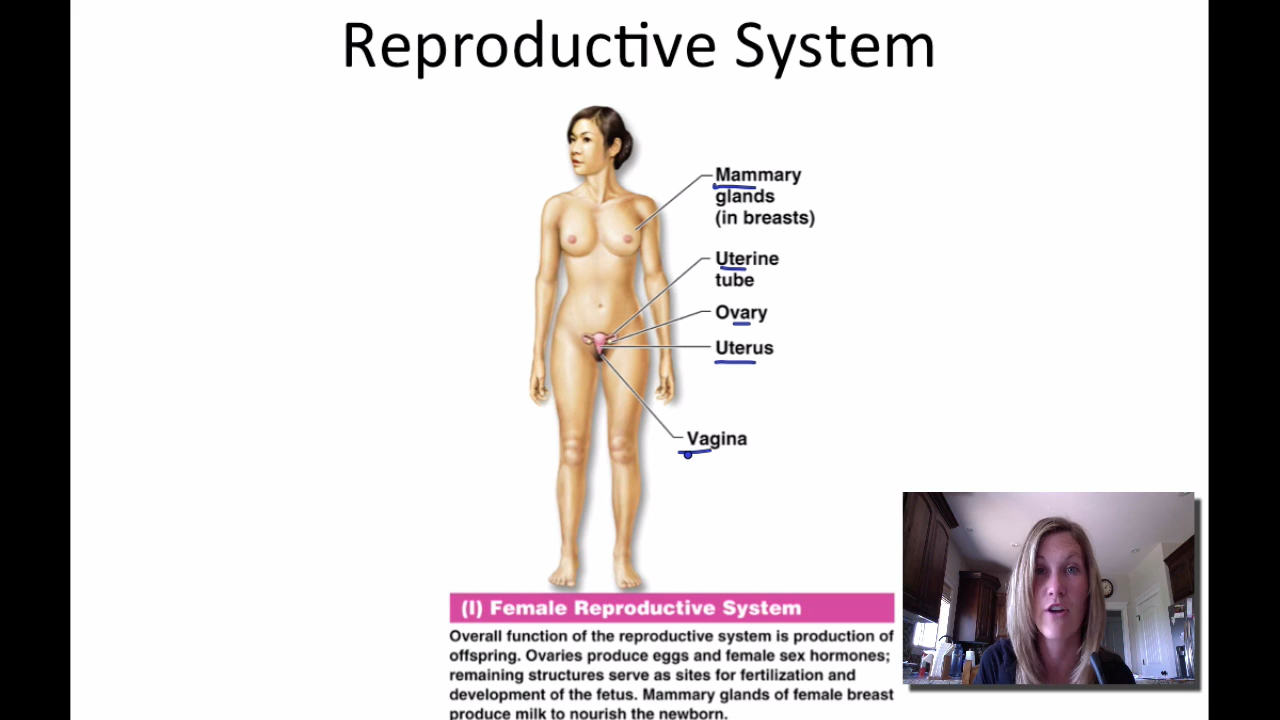 Reproductive System
Mammary
glands
(in breasts)
Uterine
tube
Ovary
Uterus
Vagina
(l) Female Reproductive System
Overall function of the reproductive system is production of
offspring. Ovaries produce eggs and female sex hormones;
remaining structures serve as sites for fertilization and
development of the fetus. Mammary glands of female breast
produce milk to nourish the newborn.